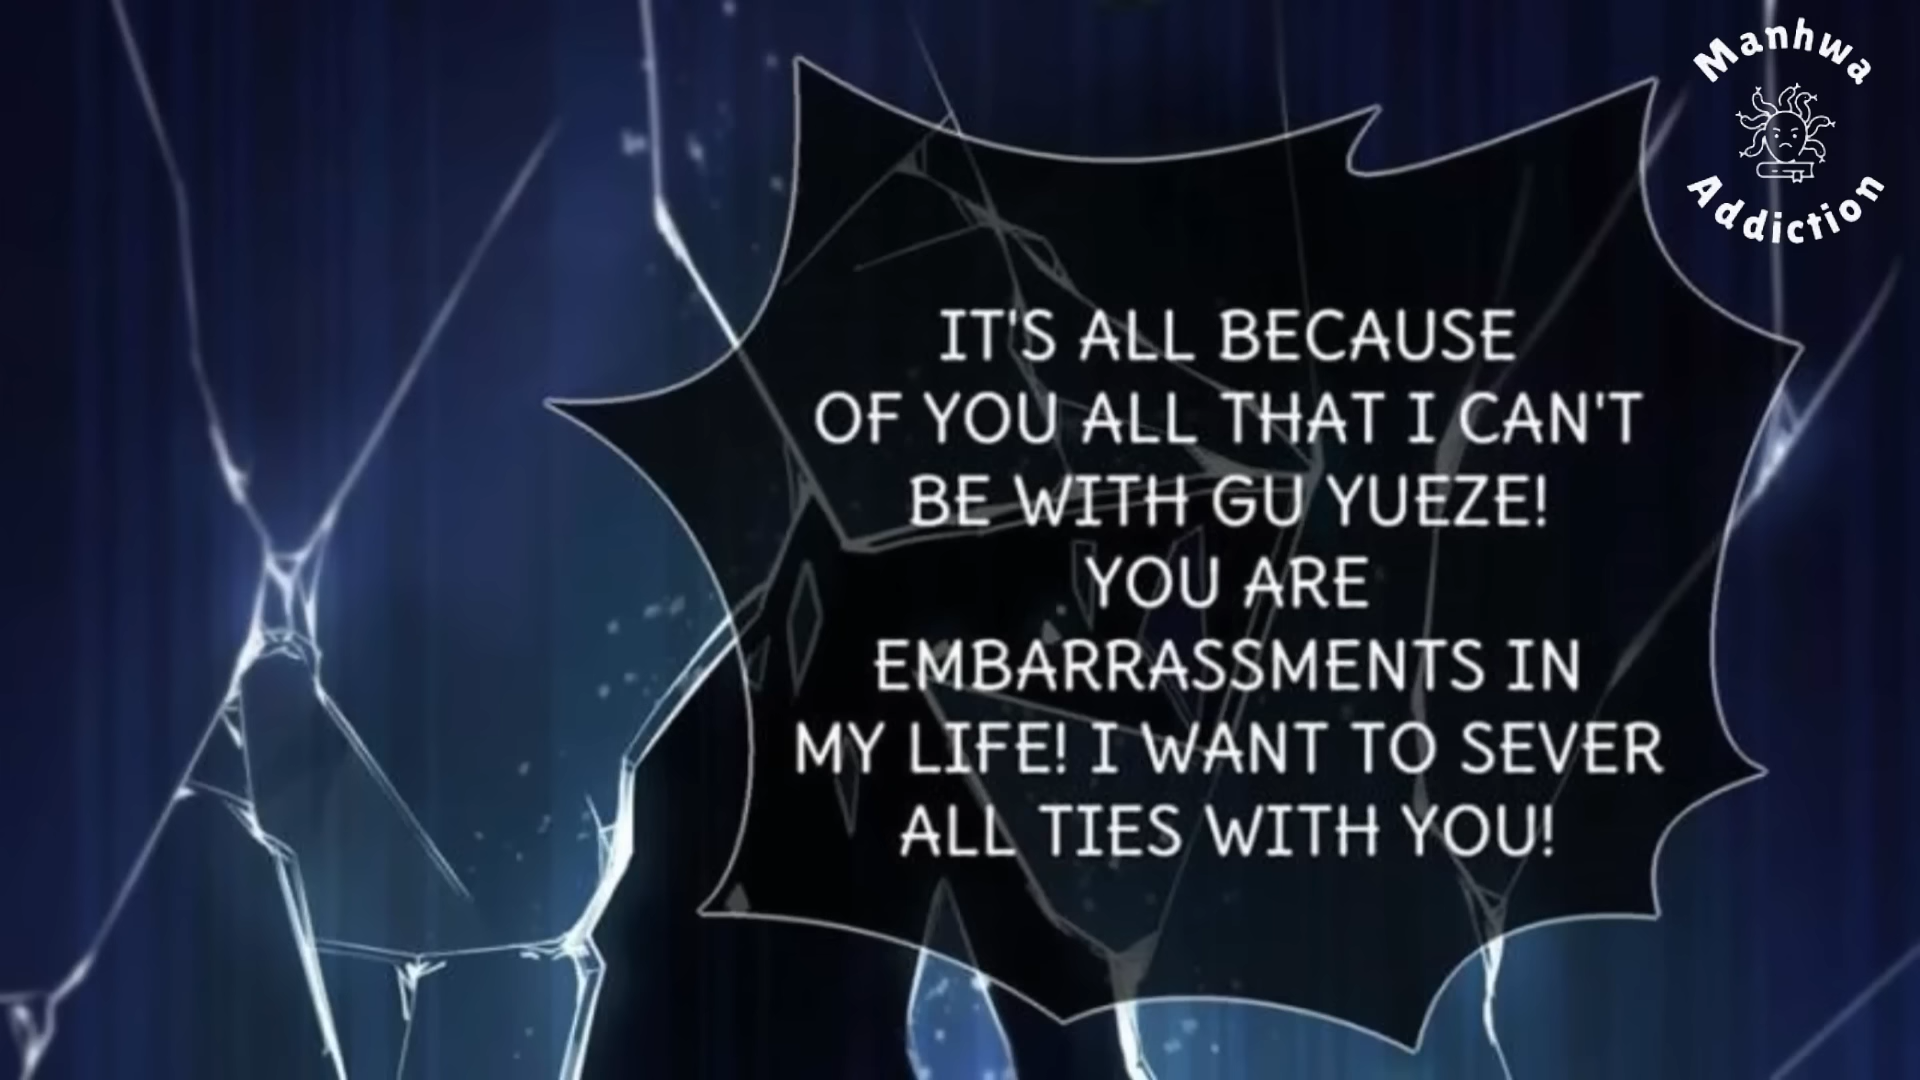 Manhwa
Addiction
IT'S ALL BECAUSE
OF YOU ALL THAT I CAN'T
BE WITH GU YUEZE!
YOU ARE
EMBARRASSMENTS IN
MY LIFE! I WANT TO SEVER
ALL TIES WITH YOU!